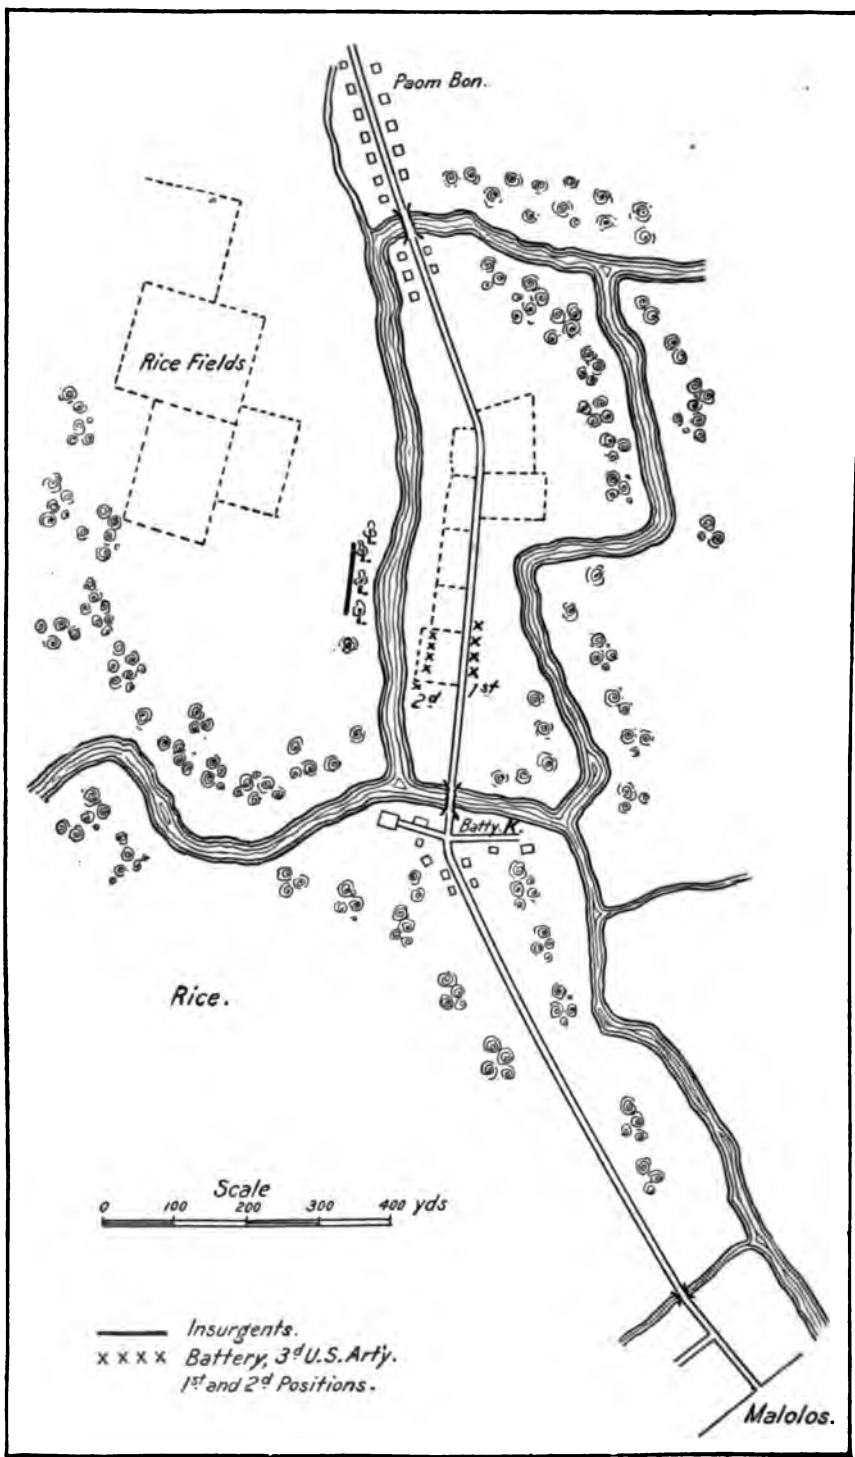 Paom Bon.
Rice Fields
2d
1st
Batty. K.
Rice.
Scale
0 100 200 300 400 yds
Insurgents.
x x x x Battery, 3d U.S. Art'y.
1st and 2d Positions.
Malolos.